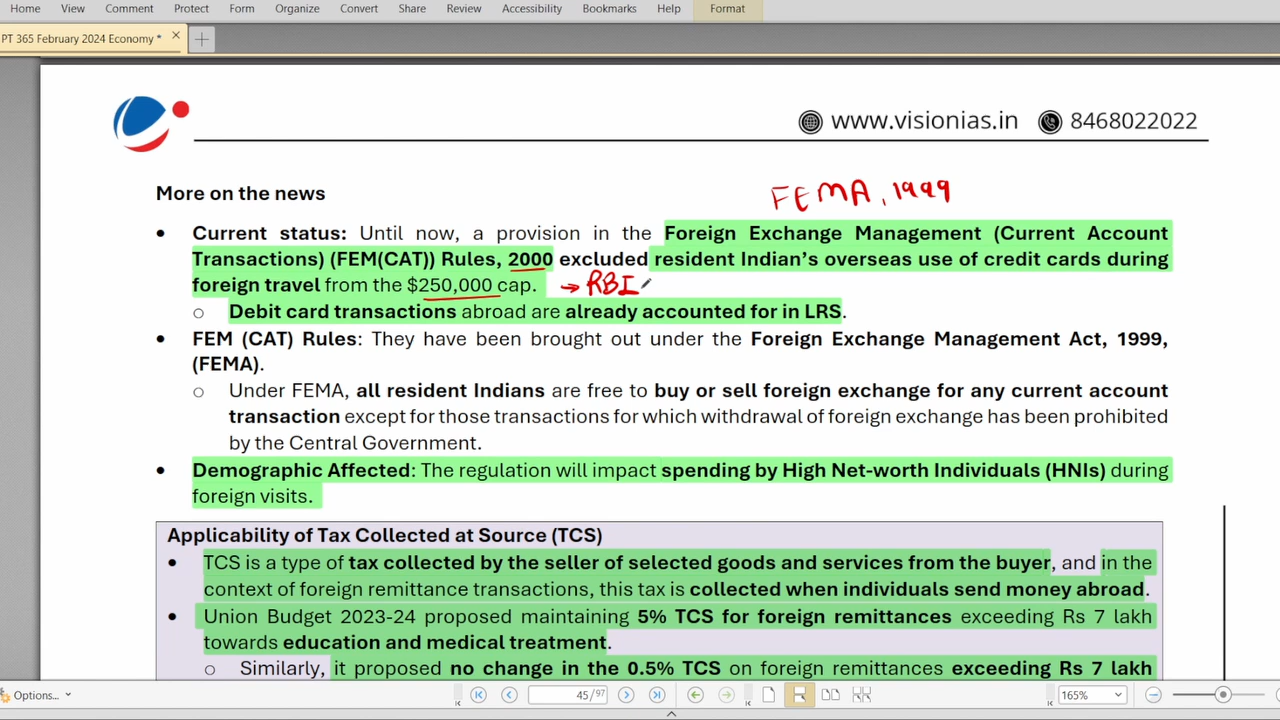 Home View Comment Protect Form Organize Convert Share Review Accessibility Bookmarks Help Format
PT 365 February 2024 Economy *
www.visionias.in 8468022022
More on the news
FEMA, 1999
• Current status: Until now, a provision in the Foreign Exchange Management (Current Account
Transactions) (FEM(CAT)) Rules, 2000 excluded resident Indian's overseas use of credit cards during
foreign travel from the $250,000 cap. → RBI
○ Debit card transactions abroad are already accounted for in LRS.
• FEM (CAT) Rules: They have been brought out under the Foreign Exchange Management Act, 1999,
(FEMA).
○ Under FEMA, all resident Indians are free to buy or sell foreign exchange for any current account
transaction except for those transactions for which withdrawal of foreign exchange has been prohibited
by the Central Government.
• Demographic Affected: The regulation will impact spending by High Net-worth Individuals (HNIs) during
foreign visits.
Applicability of Tax Collected at Source (TCS)
• TCS is a type of tax collected by the seller of selected goods and services from the buyer, and in the
context of foreign remittance transactions, this tax is collected when individuals send money abroad.
• Union Budget 2023-24 proposed maintaining 5% TCS for foreign remittances exceeding Rs 7 lakh
towards education and medical treatment.
○ Similarly, it proposed no change in the 0.5% TCS on foreign remittances exceeding Rs 7 lakh
Options... 45/97 165%